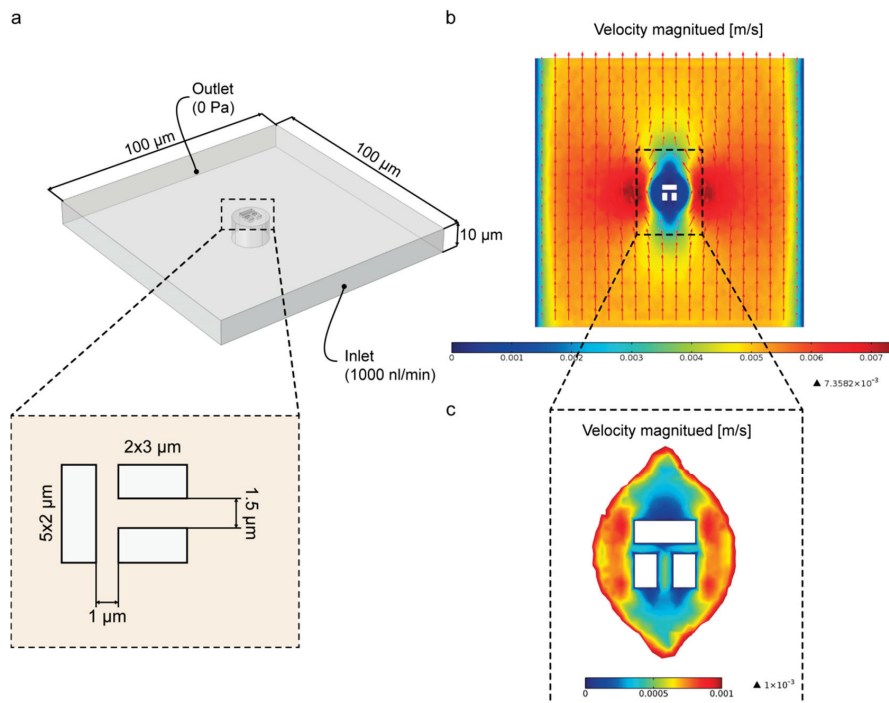 a
Outlet
(0 Pa)
100 µm
100 µm
10 µm
Inlet
(1000 nl/min)
2x3 µm
5x2 µm
1.5 µm
1 µm
b
Velocity magnitued [m/s]
0 0.001 0.002 0.003 0.004 0.005 0.006 0.007
▲ 7.3582×10⁻³
c
Velocity magnitued [m/s]
0 0.0005 0.001
▲ 1×10⁻³